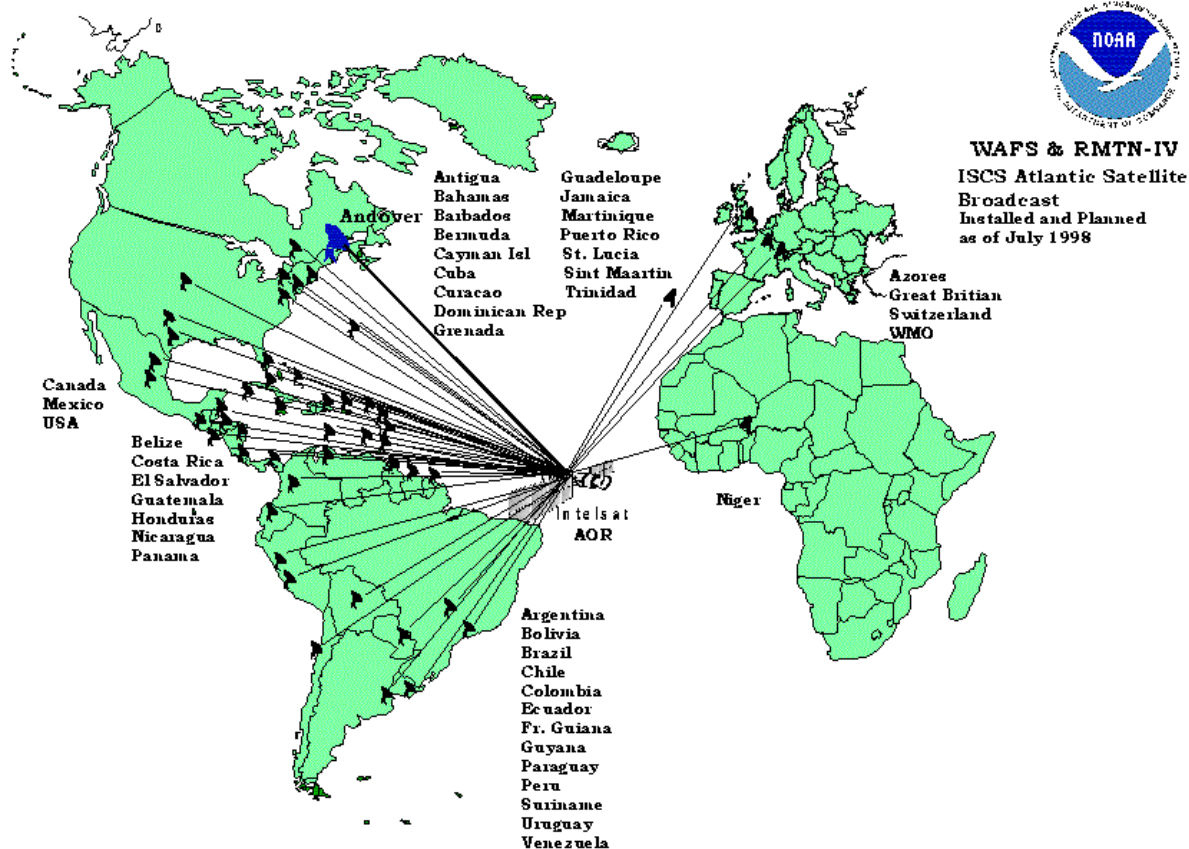 NOAA
WAFS & RMTN-IV
ISCS Atlantic Satellite
Broadcast
Installed and Planned
as of July 1998
Andover
Antigua
Bahamas
Barbados
Bermuda
Cayman Isl
Cuba
Curacao
Dominican Rep
Grenada
Guadeloupe
Jamaica
Martinique
Puerto Rico
St. Lucia
Sint Maartin
Trinidad
Azores
Great Britian
Switzerland
WMO
Canada
Mexico
USA
Belize
Costa Rica
El Salvador
Guatemala
Honduras
Nicaragua
Panama
Niger
Intelsat
AOR
Argentina
Bolivia
Brazil
Chile
Colombia
Ecuador
Fr. Guiana
Guyana
Paraguay
Peru
Suriname
Uruguay
Venezuela